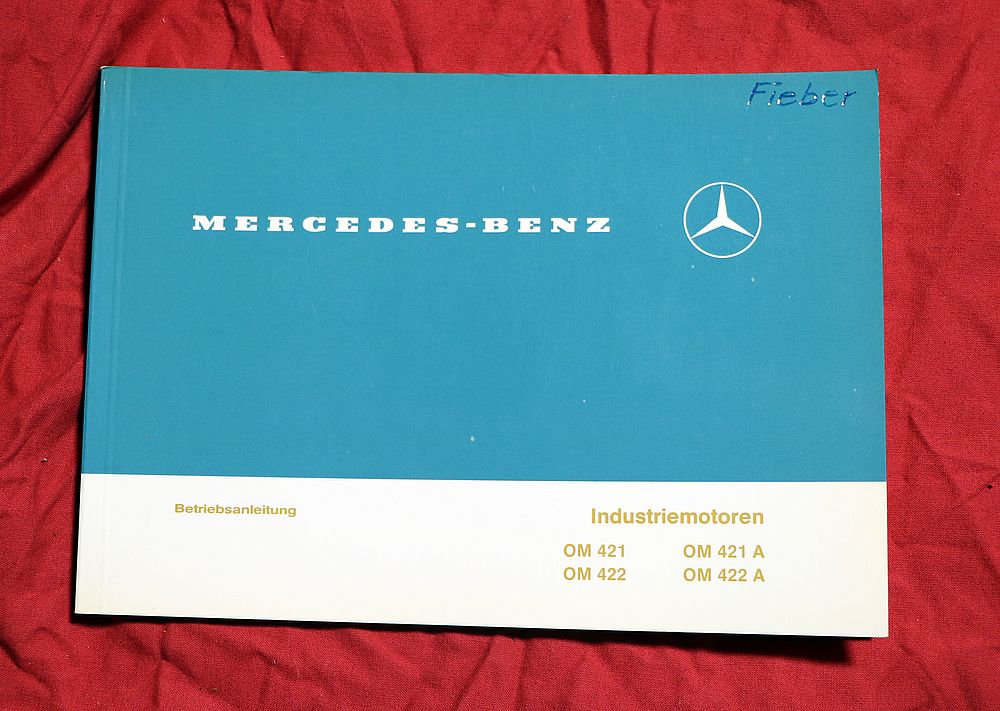 Fieber
MERCEDES-BENZ
Betriebsanleitung
Industriemotoren
OM 421 OM 421 A
OM 422 OM 422 A